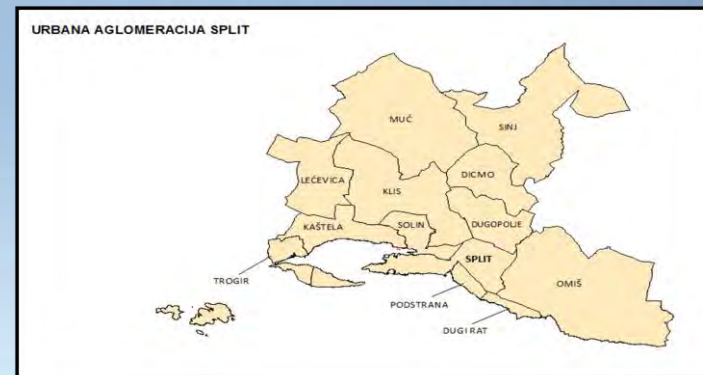 URBANA AGLOMERACIJA SPLIT
MUĆ
SINJ
LEĆEVICA
KLIS
DICMO
KAŠTELA
SOLIN
DUGOPOLJE
SPLIT
OMIŠ
TROGIR
PODSTRANA
DUGI RAT